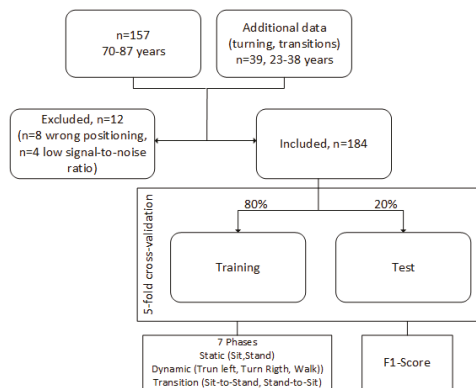 n=157
70-87 years
Additional data
(turning, transitions)
n=39, 23-38 years
Excluded, n=12
(n=8 wrong positioning,
n=4 low signal-to-noise
ratio)
Included, n=184
5-fold cross-validation
80%
20%
Training
Test
7 Phases
Static (Sit,Stand)
Dynamic (Trun left, Turn Rigth, Walk))
Transition (Sit-to-Stand, Stand-to-Sit)
F1-Score